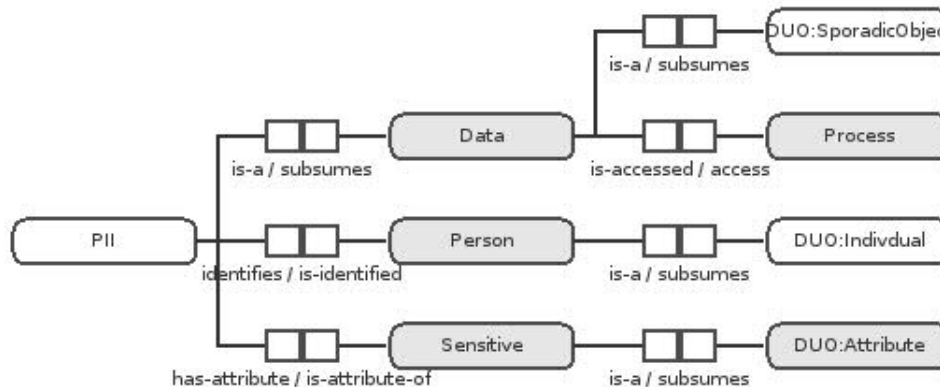 DUO:SporadicObjec
is-a / subsumes
Data
Process
is-a / subsumes
is-accessed / access
PII
Person
DUO:Indivdual
identifies / is-identified
is-a / subsumes
Sensitive
DUO:Attribute
has-attribute / is-attribute-of
is-a / subsumes